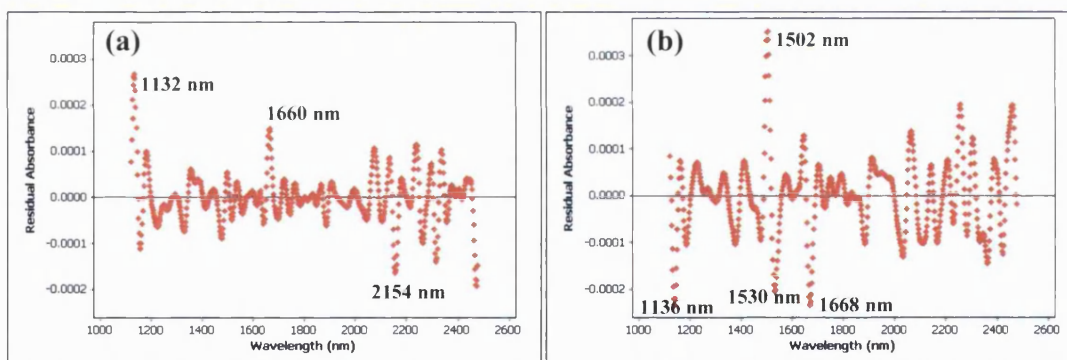 (a)
1132 nm
1660 nm
2154 nm
0.0003
0.0002
0.0001
0.0000
-0.0001
-0.0002
Residual Absorbance
1000 1200 1400 1600 1800 2000 2200 2400 2600
Wavelength (nm)
(b)
1502 nm
1136 nm
1530 nm
1668 nm
0.0003
0.0002
0.0001
0.0000
-0.0001
-0.0002
Residual Absorbance
1000 1200 1400 1600 1800 2000 2200 2400 2600
Wavelength (nm)